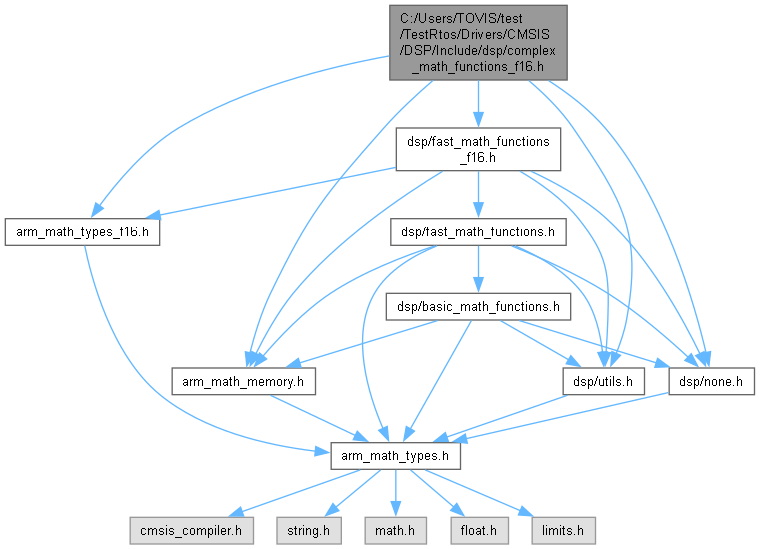 C:/Users/TOVIS/test
/TestRtos/Drivers/CMSIS
/DSP/Include/dsp/complex
_math_functions_f16.h
dsp/fast_math_functions
_f16.h
arm_math_types_f16.h
dsp/fast_math_functions.h
dsp/basic_math_functions.h
arm_math_memory.h
dsp/utils.h
dsp/none.h
arm_math_types.h
cmsis_compiler.h
string.h
math.h
float.h
limits.h